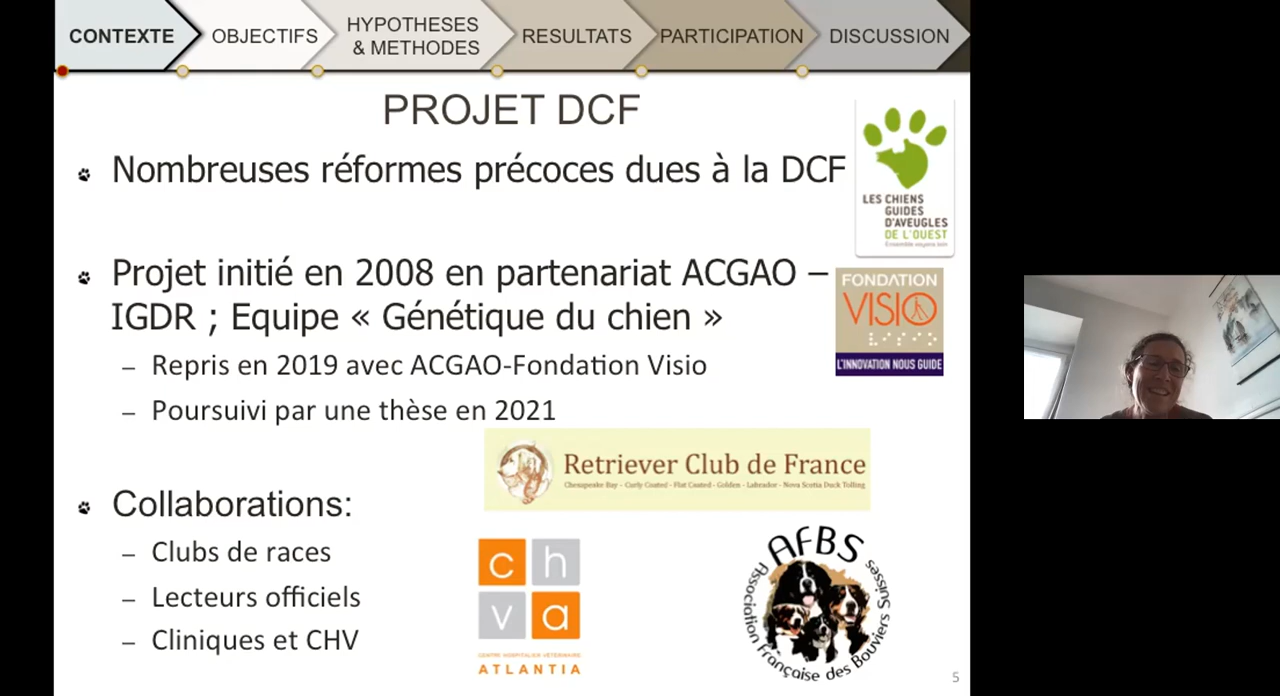 CONTEXTE
OBJECTIFS
HYPOTHESES
& METHODES
RESULTATS
PARTICIPATION
DISCUSSION
PROJET DCF
Nombreuses réformes précoces dues à la DCF
LES CHIENS
GUIDES
D'AVEUGLES
DE L'OUEST
Ensemble voyons loin
Projet initié en 2008 en partenariat ACGAO –
IGDR ; Equipe « Génétique du chien »
FONDATION
VISIO
L'INNOVATION NOUS GUIDE
– Repris en 2019 avec ACGAO-Fondation Visio
– Poursuivi par une thèse en 2021
Retriever Club de France
Chesapeake Bay - Curly Coated - Flat Coated - Golden - Labrador - Nova Scotia Duck Tolling
Collaborations:
– Clubs de races
– Lecteurs officiels
– Cliniques et CHV
c h
v a
CENTRE HOSPITALIER VÉTÉRINAIRE
ATLANTIA
AFBS
Association Française des Bouviers Suisses
5